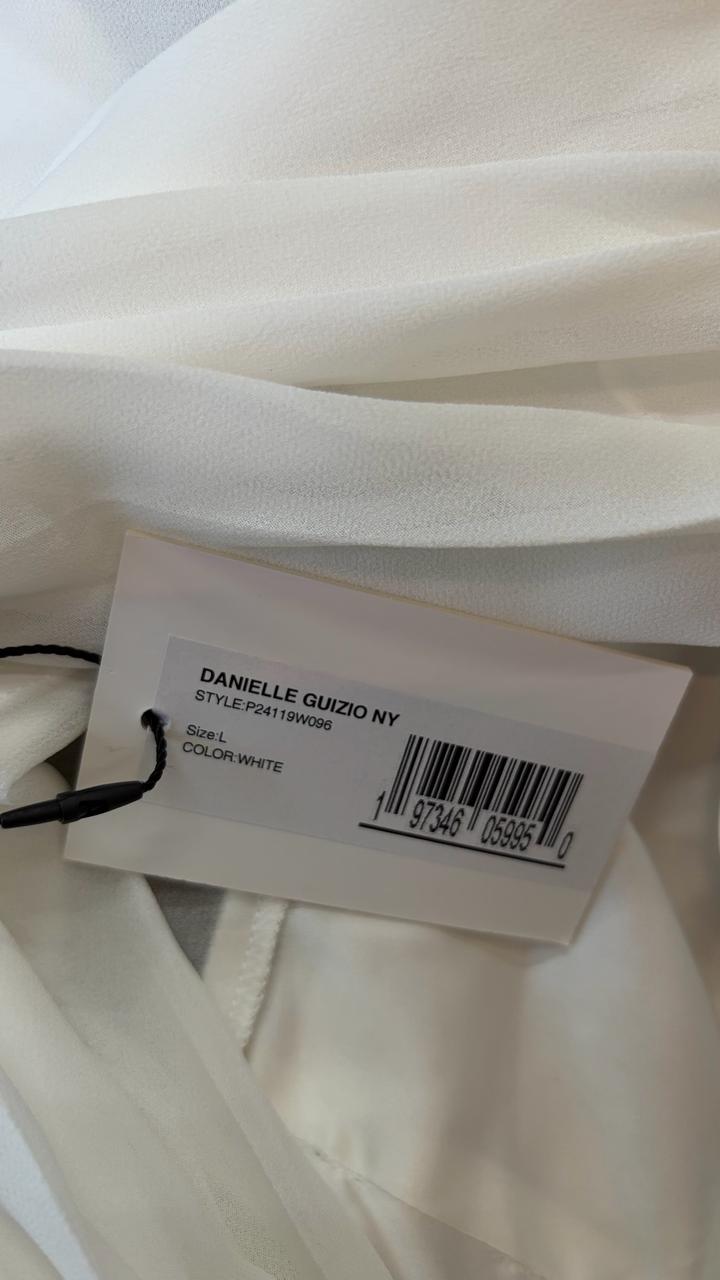 DANIELLE GUIZIO NY
STYLE:P24119W096
Size:L
COLOR:WHITE
1 97346 05995 0